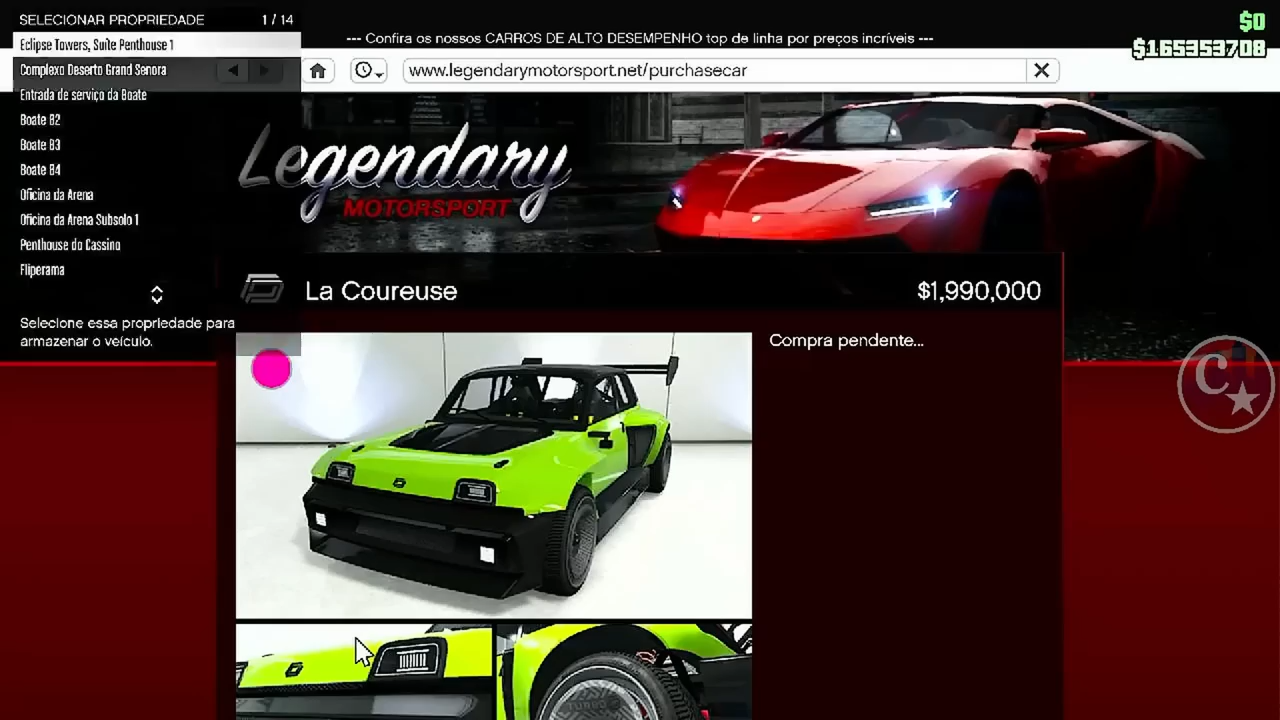 SELECIONAR PROPRIEDADE 1 / 14
$0
$165353708
--- Confira os nossos CARROS DE ALTO DESEMPENHO top de linha por preços incríveis ---
Eclipse Towers, Suíte Penthouse 1
Complexo Deserto Grand Senora
www.legendarymotorsport.net/purchasecar
Entrada de serviço da Boate
Boate B2
Boate B3
Boate B4
Oficina da Arena
Oficina da Arena Subsolo 1
Penthouse do Cassino
Fliperama
Selecione essa propriedade para
armazenar o veículo.
Legendary
MOTORSPORT
La Coureuse
$1,990,000
Compra pendente...
C
TURBO